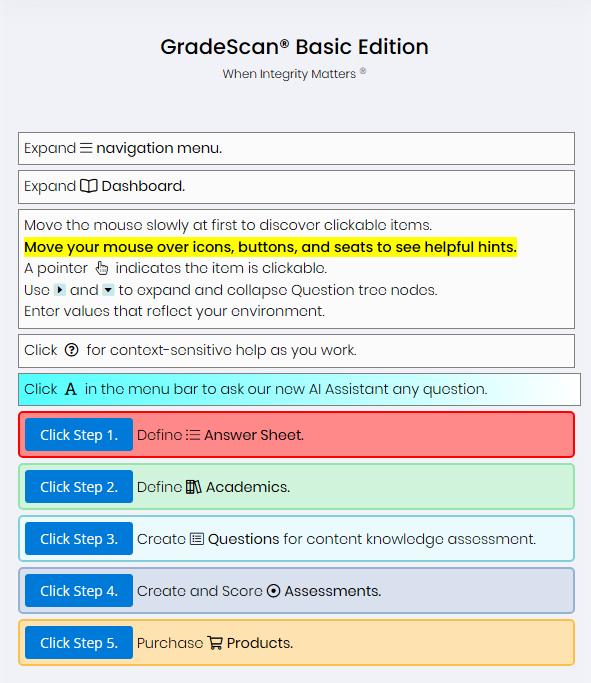 GradeScan® Basic Edition
When Integrity Matters ®
Expand navigation menu.
Expand Dashboard.
Move the mouse slowly at first to discover clickable items.
Move your mouse over icons, buttons, and seats to see helpful hints.
A pointer indicates the item is clickable.
Use and to expand and collapse Question tree nodes.
Enter values that reflect your environment.
Click ? for context-sensitive help as you work.
Click A in the menu bar to ask our new AI Assistant any question.
Click Step 1. Define Answer Sheet.
Click Step 2. Define Academics.
Click Step 3. Create Questions for content knowledge assessment.
Click Step 4. Create and Score Assessments.
Click Step 5. Purchase Products.